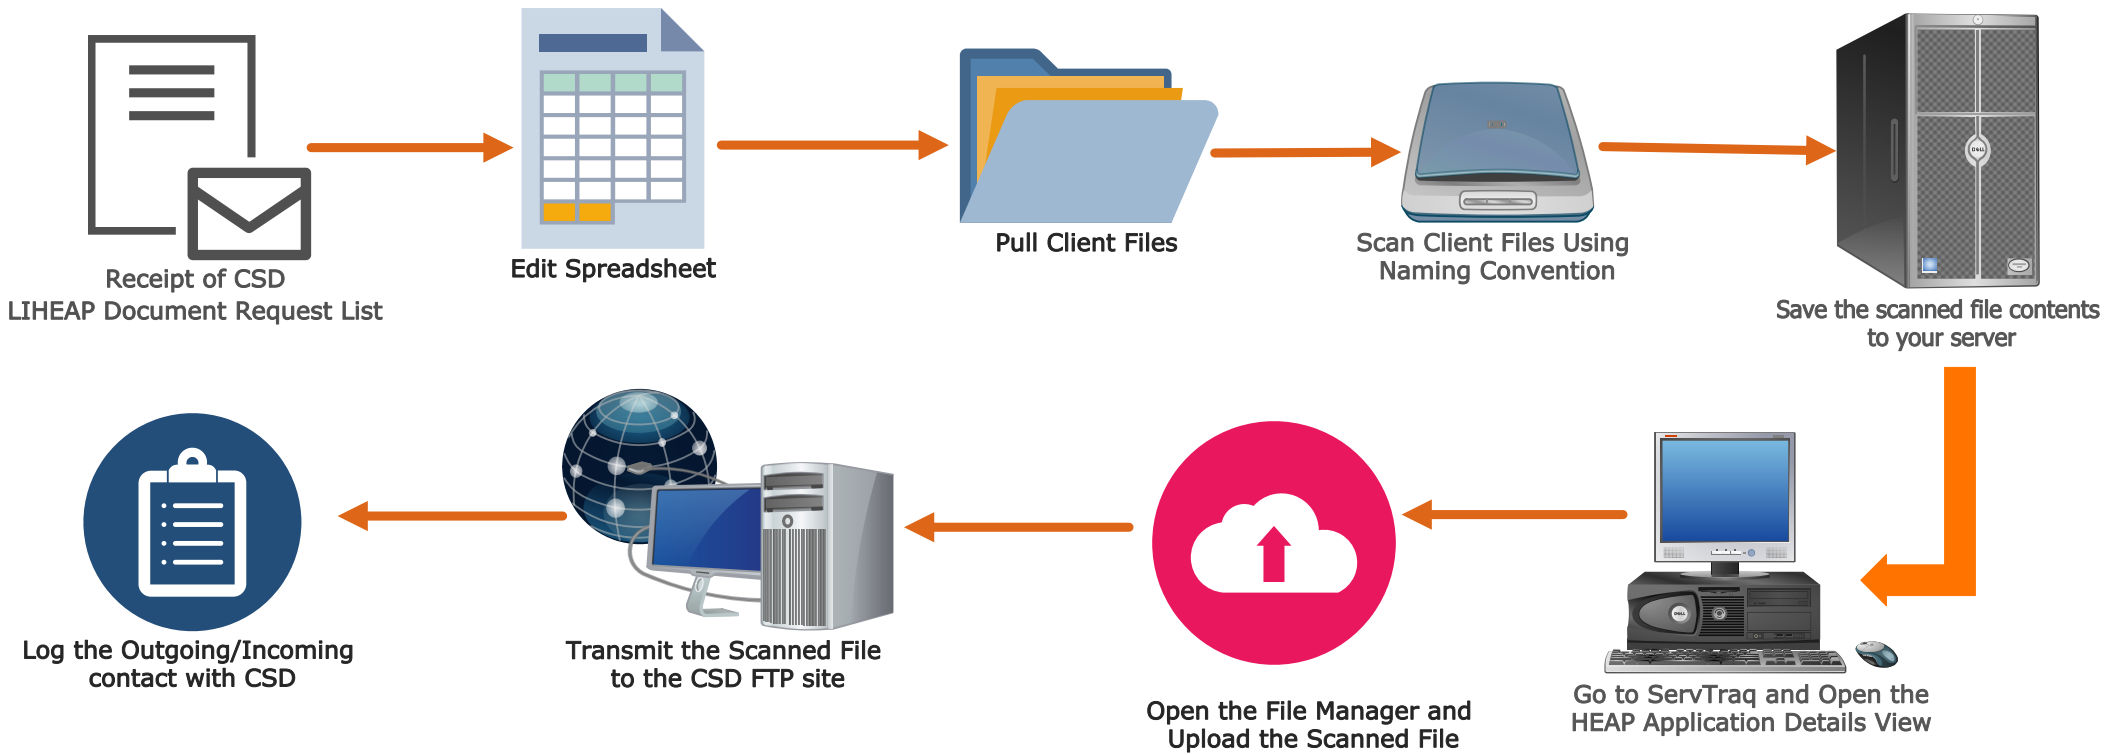 Receipt of CSD
LIHEAP Document Request List
Edit Spreadsheet
Pull Client Files
Scan Client Files Using
Naming Convention
DELL
Save the scanned file contents
to your server
DELL
Go to ServTraq and Open the
HEAP Application Details View
Open the File Manager and
Upload the Scanned File
Transmit the Scanned File
to the CSD FTP site
Log the Outgoing/Incoming
contact with CSD